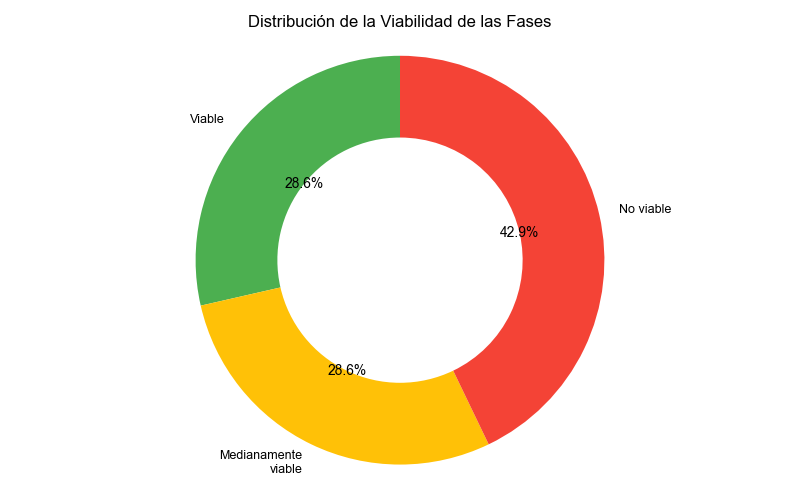 Distribución de la Viabilidad de las Fases
Viable
28.6%
No viable
42.9%
28.6%
Medianamente
viable